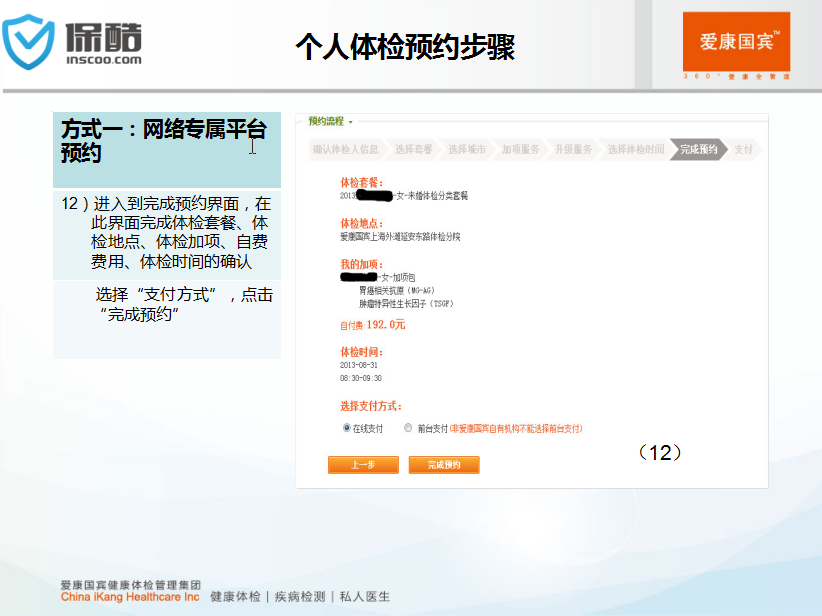 保酷
inscoo.com
个人体检预约步骤
爱康国宾™
360°健康全管理
方式一：网络专属平台
预约
12）进入到完成预约界面，在
此界面完成体检套餐、体
检地点、体检加项、自费
费用、体检时间的确认
选择“支付方式”，点击
“完成预约”
预约流程
确认体检人信息 选择套餐 选择城市 加项服务 升级服务 选择体检时间 完成预约 支付
体检套餐：
2013 -女-未婚体检分类套餐
体检地点：
爱康国宾上海外滩延安东路体检分院
我的加项：
-女-加项包
胃癌相关抗原（MG-AG）
肿瘤特异性生长因子（TSGF）
自付费:192.0元
体检时间：
2013-08-31
08:30-09:30
选择支付方式：
在线支付 前台支付(非爱康国宾自有机构不能选择前台支付)
上一步 完成预约
（12）
爱康国宾健康体检管理集团
China iKang Healthcare Inc 健康体检 | 疾病检测 | 私人医生